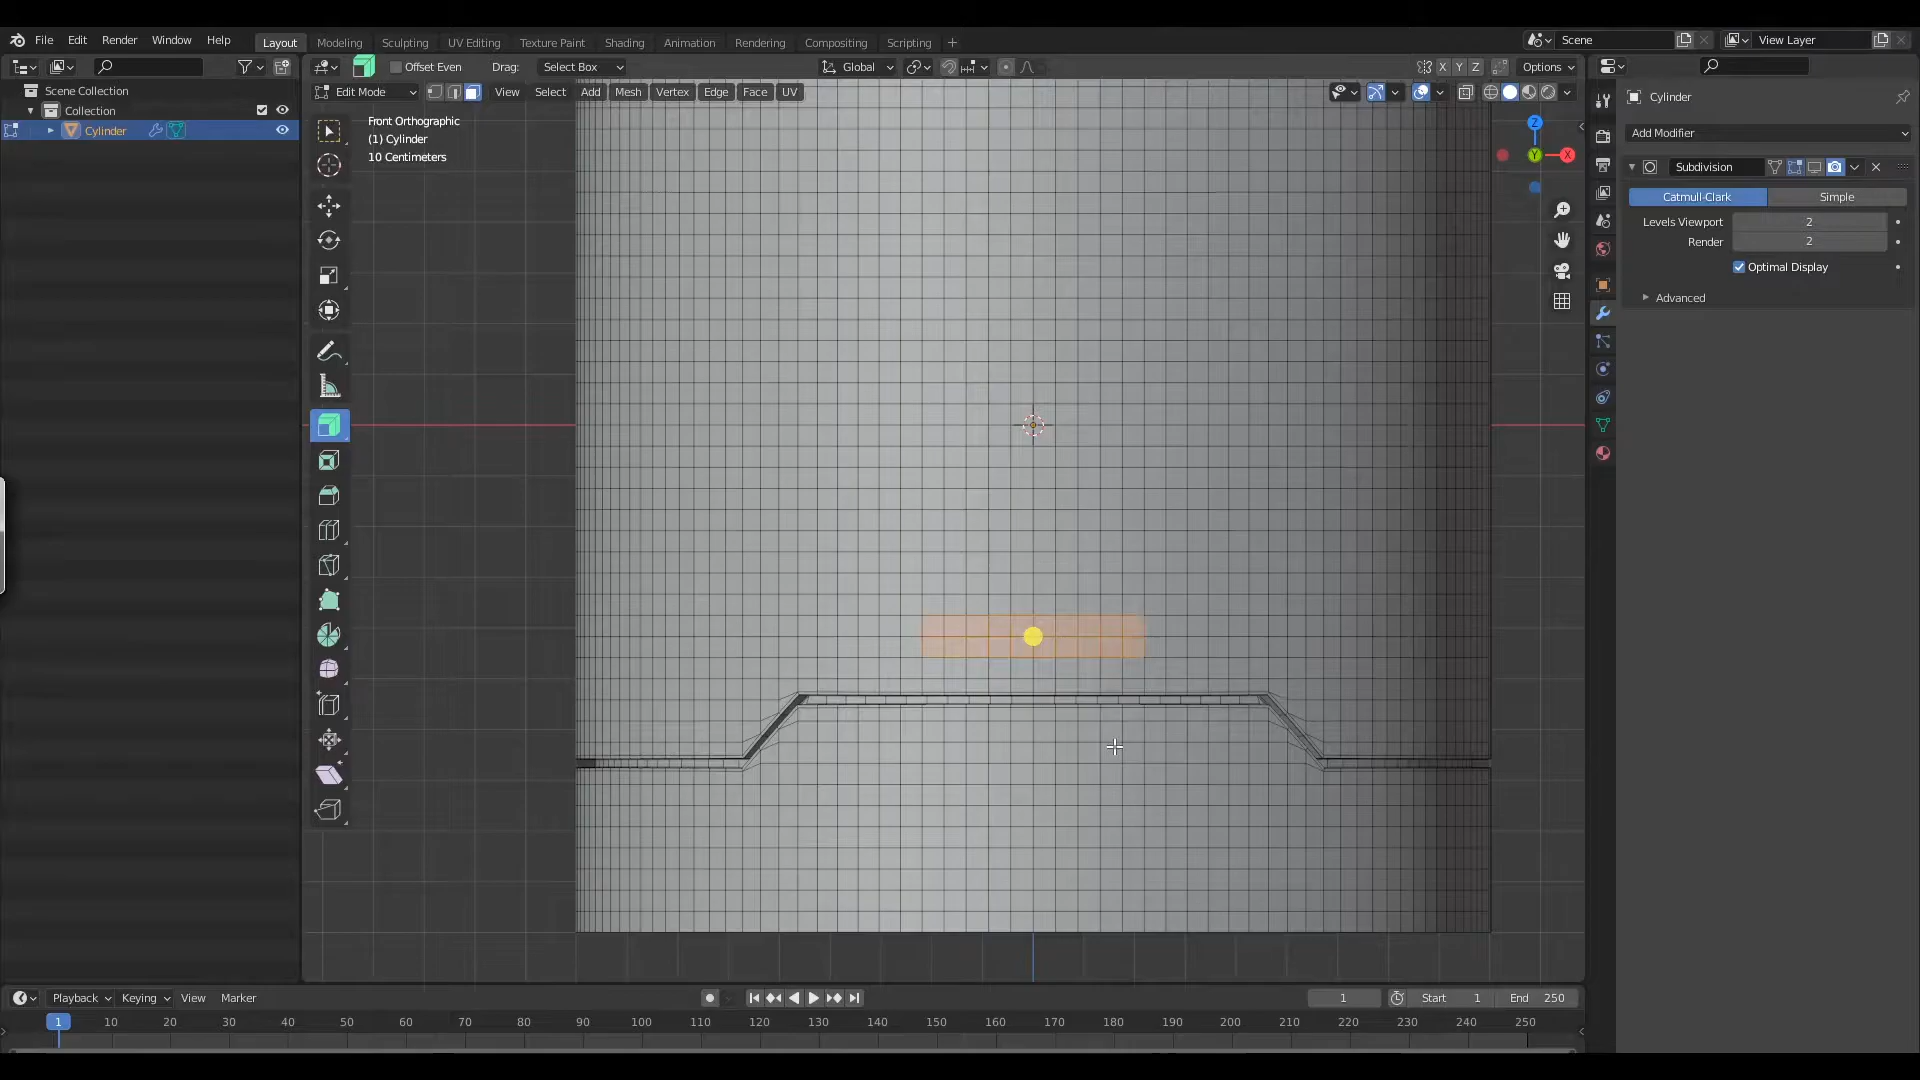 File Edit Render Window Help Layout Modeling Sculpting UV Editing Texture Paint Shading Animation Rendering Compositing Scripting Scene View Layer
Offset Even Drag: Select Box Global X Y Z Options
Scene Collection
Collection
Cylinder
Edit Mode View Select Add Mesh Vertex Edge Face UV
Front Orthographic
(1) Cylinder
10 Centimeters
Z
Y
X
Cylinder
Add Modifier
Subdivision
Catmull-Clark Simple
Levels Viewport 2
Render 2
Optimal Display
Advanced
Playback Keying View Marker 1 Start 1 End 250
1 10 20 30 40 50 60 70 80 90 100 110 120 130 140 150 160 170 180 190 200 210 220 230 240 250